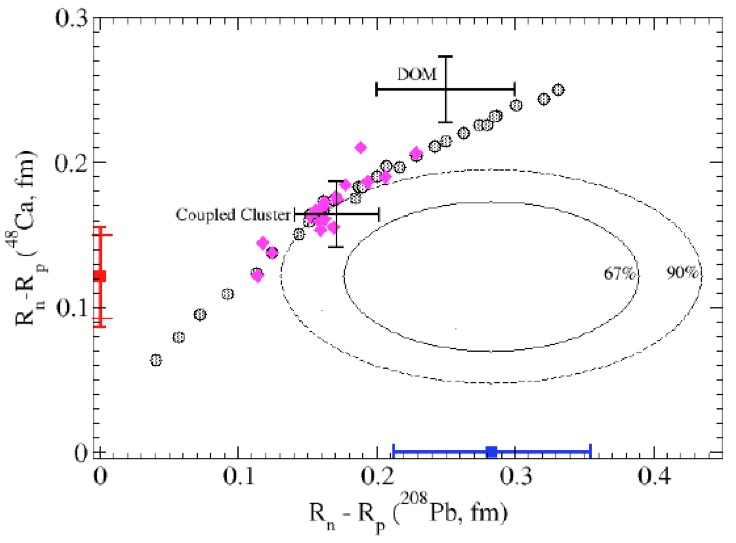 0.3
DOM
0.2
Coupled Cluster
67% 90%
0.1
0
0 0.1 0.2 0.3 0.4
Rn-Rp (48Ca, fm)
Rn - Rp (208Pb, fm)